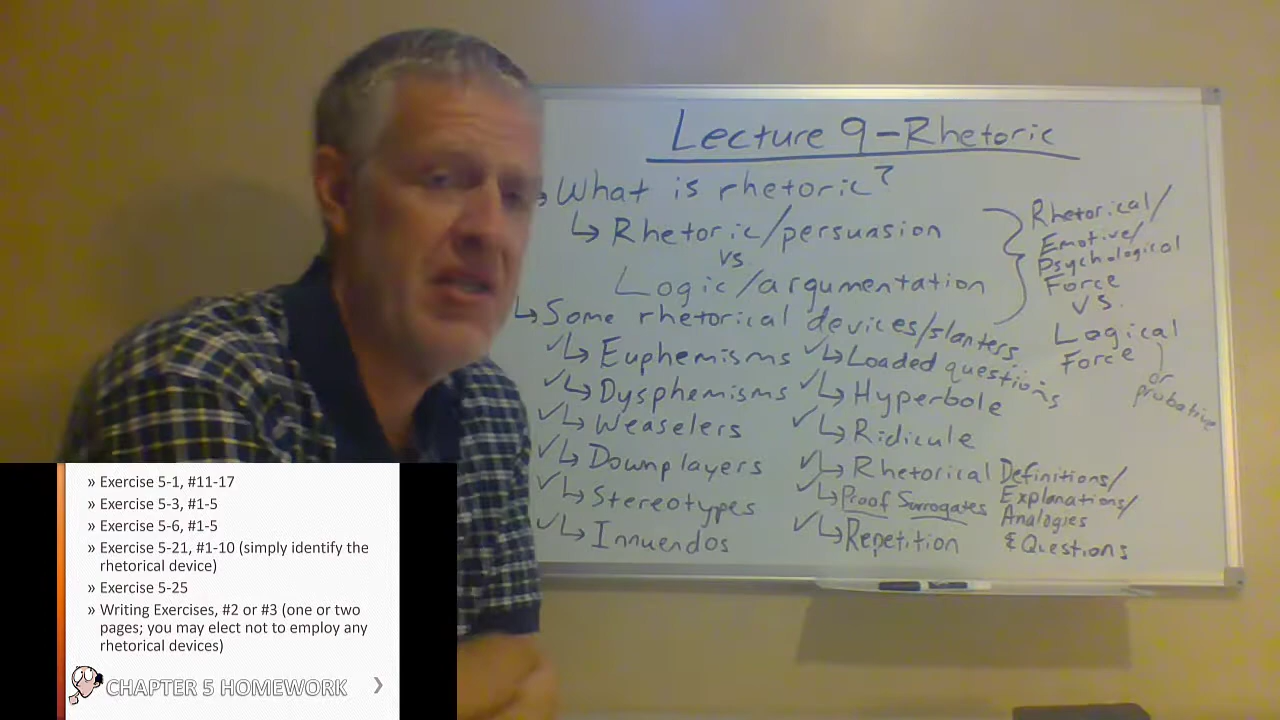 Lecture 9 - Rhetoric
What is rhetoric?
↳ Rhetoric/persuasion
vs
Logic/argumentation
Rhetorical/
Emotive/
Psychological
Force
vs.
Logical
Force
or
probative
↳ Some rhetorical devices/slanters
✓↳ Euphemisms
✓↳ Dysphemisms
✓↳ Weaselers
✓↳ Downplayers
✓↳ Stereotypes
✓↳ Innuendos
✓↳ Loaded questions
✓↳ Hyperbole
✓↳ Ridicule
✓↳ Rhetorical Definitions/
Explanations/
Analogies
& Questions
✓↳ Proof Surrogates
✓↳ Repetition
» Exercise 5-1, #11-17
» Exercise 5-3, #1-5
» Exercise 5-6, #1-5
» Exercise 5-21, #1-10 (simply identify the
rhetorical device)
» Exercise 5-25
» Writing Exercises, #2 or #3 (one or two
pages; you may elect not to employ any
rhetorical devices)
CHAPTER 5 HOMEWORK